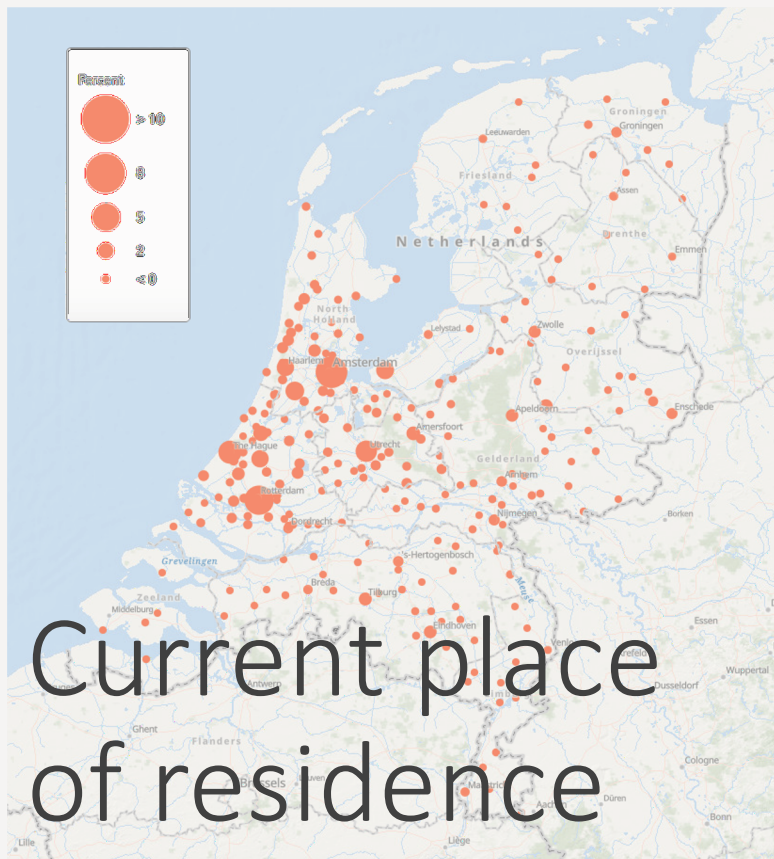 Percent
> 10
8
5
2
< 0
Groningen
Leeuwarden
Groningen
Friesland
Assen
Netherlands
Drenthe
Emmen
North
Holland
Lelystad
Zwolle
Overijssel
Haarlem
Amsterdam
Apeldoorn
Enschede
Amersfoort
The Hague
Utrecht
Gelderland
Arnhem
Rotterdam
Nijmegen
Borken
Dordrecht
's-Hertogenbosch
Grevelingen
Breda
Meuse
Tilburg
Zeeland
Middelburg
Essen
Eindhoven
Venlo
Krefeld
Current place
Wuppertal
Antwerp
Dusseldorf
Ghent
Flanders
Cologne
of residence
Brussels
Leuven
Maastricht
Aachen
Düren
Bonn
Liège
Lille